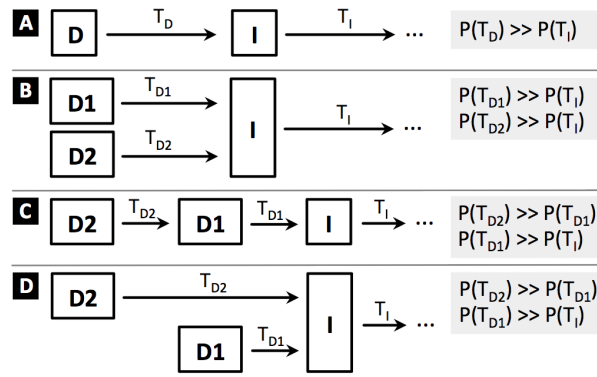 A
D
T_D
I
T_I
...
P(T_D) >> P(T_I)
B
D1
T_D1
D2
T_D2
I
T_I
...
P(T_D1) >> P(T_I)
P(T_D2) >> P(T_I)
C
D2
T_D2
D1
T_D1
I
T_I
...
P(T_D2) >> P(T_D1)
P(T_D1) >> P(T_I)
D
D2
T_D2
D1
T_D1
I
T_I
...
P(T_D2) >> P(T_D1)
P(T_D1) >> P(T_I)